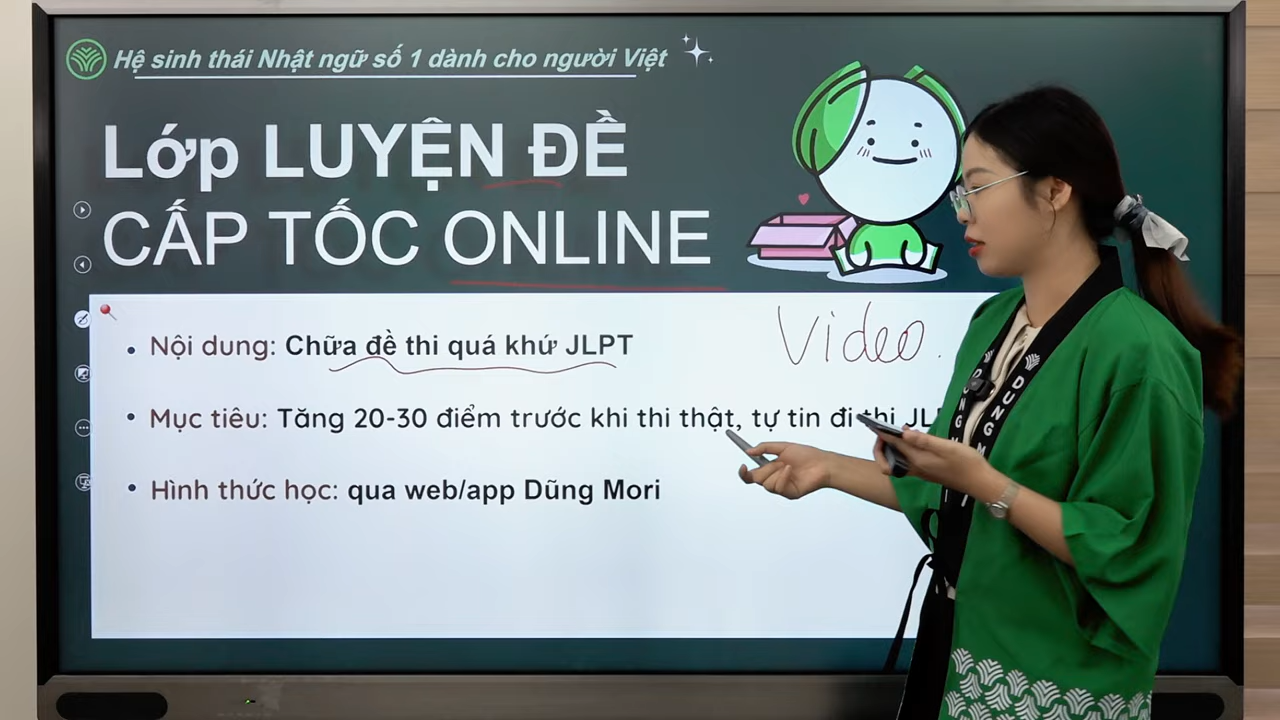 Hệ sinh thái Nhật ngữ số 1 dành cho người Việt
Lớp LUYỆN ĐỀ
CẤP TỐC ONLINE
Nội dung: Chữa đề thi quá khứ JLPT
Video.
Mục tiêu: Tăng 20-30 điểm trước khi thi thật, tự tin đi thi
Hình thức học: qua web/app Dũng Mori
DUNG
DUNG